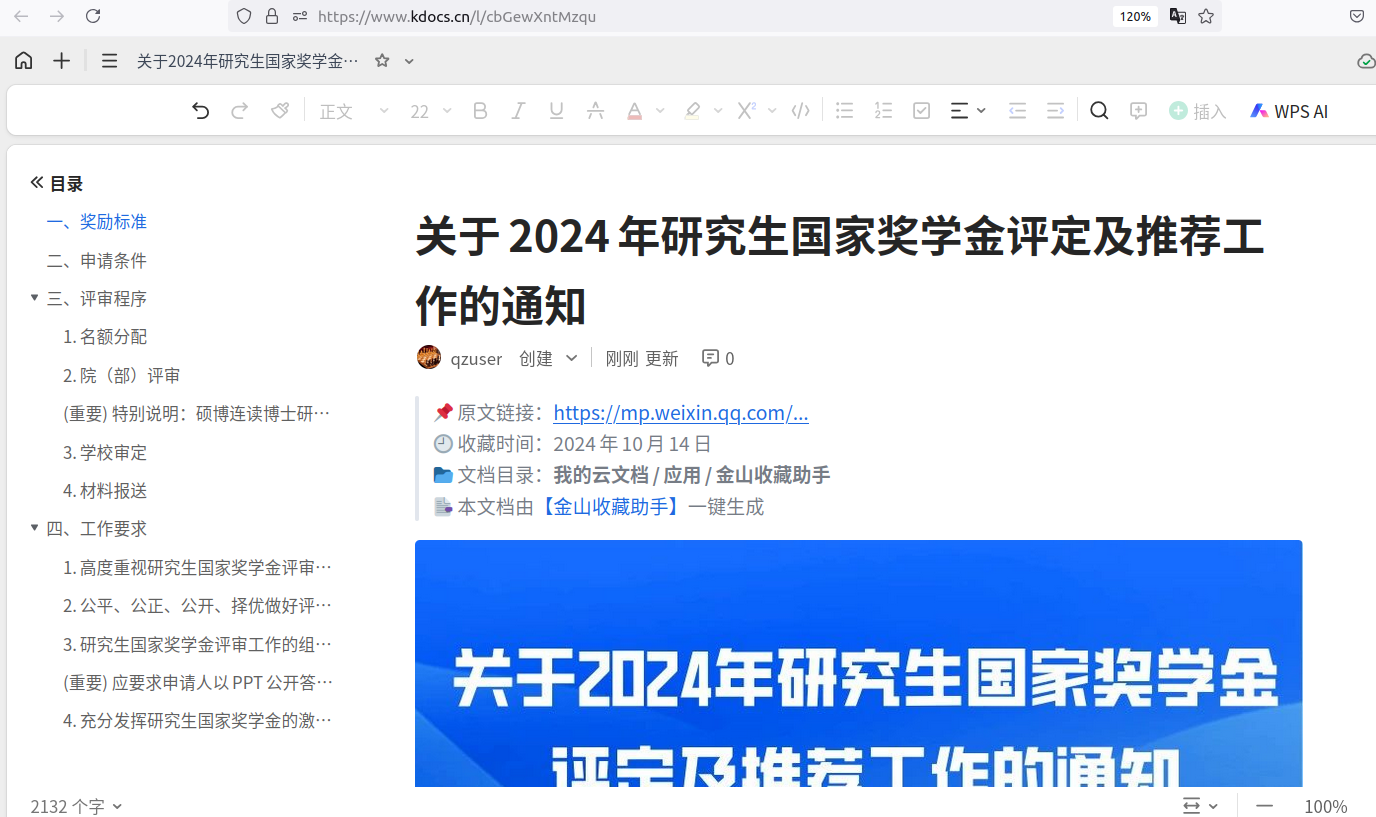 https://www.kdocs.cn/l/cbGewXntMzqu
120%
关于2024年研究生国家奖学金…
正文
22
插入
WPS AI
目录
一、奖励标准
二、申请条件
三、评审程序
1. 名额分配
2. 院（部）评审
(重要) 特别说明：硕博连读博士研…
3. 学校审定
4. 材料报送
四、工作要求
1. 高度重视研究生国家奖学金评审…
2. 公平、公正、公开、择优做好评…
3. 研究生国家奖学金评审工作的组…
(重要) 应要求申请人以 PPT 公开答…
4. 充分发挥研究生国家奖学金的激…
2132 个字
关于 2024 年研究生国家奖学金评定及推荐工
作的通知
qzuser 创建 刚刚 更新 0
原文链接：https://mp.weixin.qq.com/...
收藏时间：2024 年 10 月 14 日
文档目录：我的云文档 / 应用 / 金山收藏助手
本文档由【金山收藏助手】一键生成
关于2024年研究生国家奖学金
评定及推荐工作的通知
100%